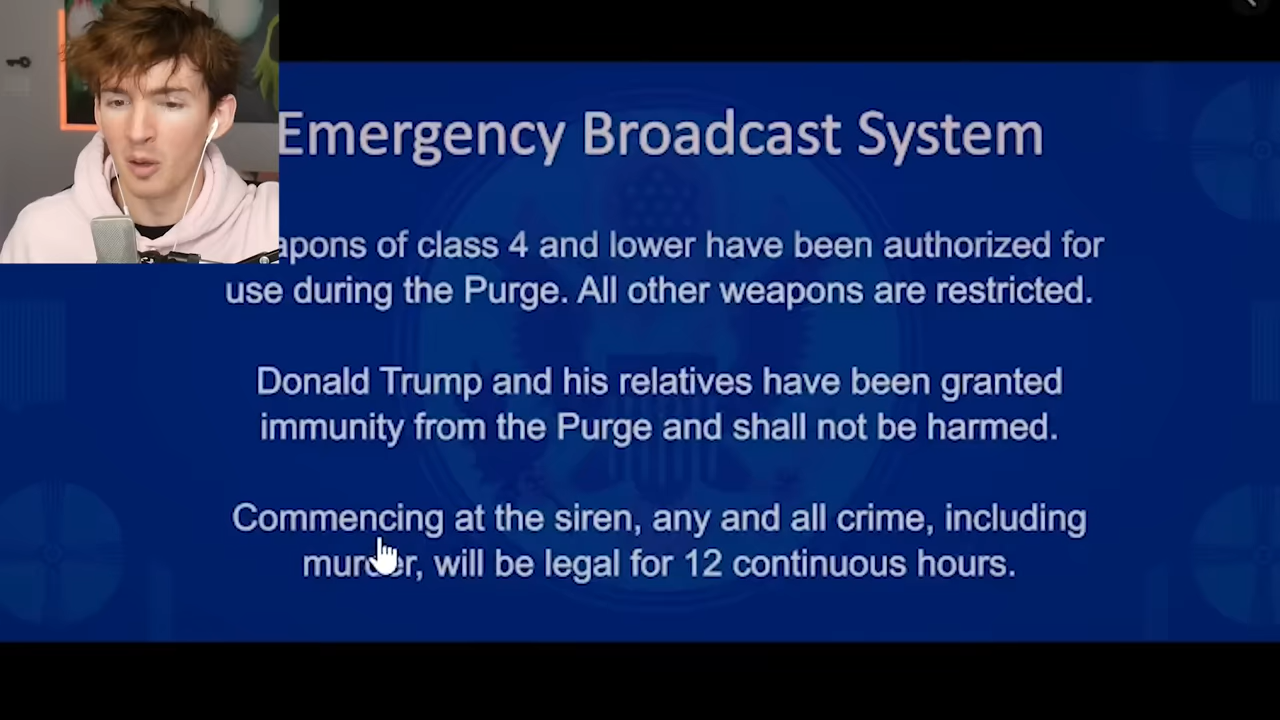 Emergency Broadcast System
apons of class 4 and lower have been authorized for
use during the Purge. All other weapons are restricted.
Donald Trump and his relatives have been granted
immunity from the Purge and shall not be harmed.
Commencing at the siren, any and all crime, including
murder, will be legal for 12 continuous hours.